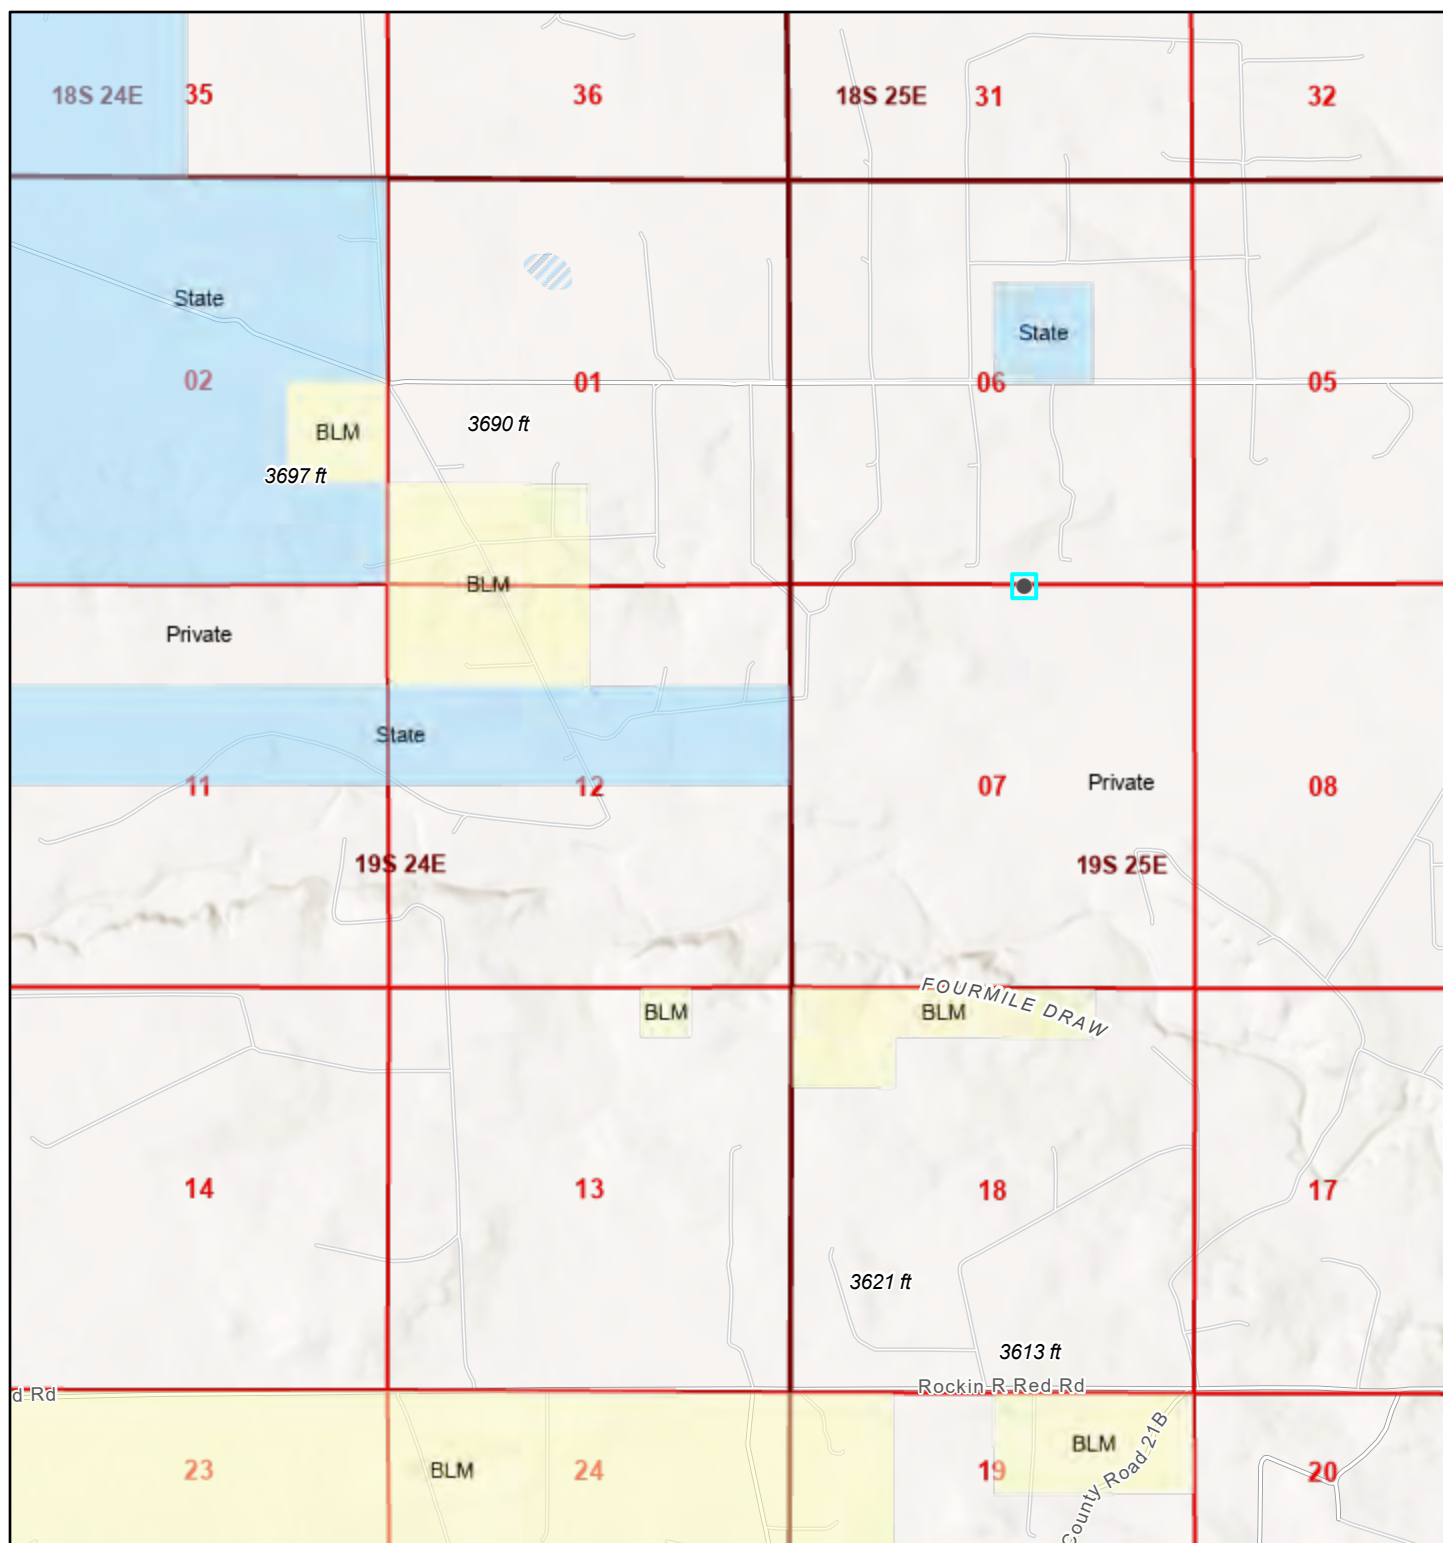 18S 24E
35
36
18S 25E
31
32
State
State
02
01
06
05
BLM
3690 ft
3697 ft
BLM
Private
State
11
12
07
Private
08
19S 24E
19S 25E
FOURMILE DRAW
BLM
BLM
14
13
18
17
3621 ft
3613 ft
Rockin R Red Rd
d Rd
23
BLM
24
19
BLM
County Road 21B
20